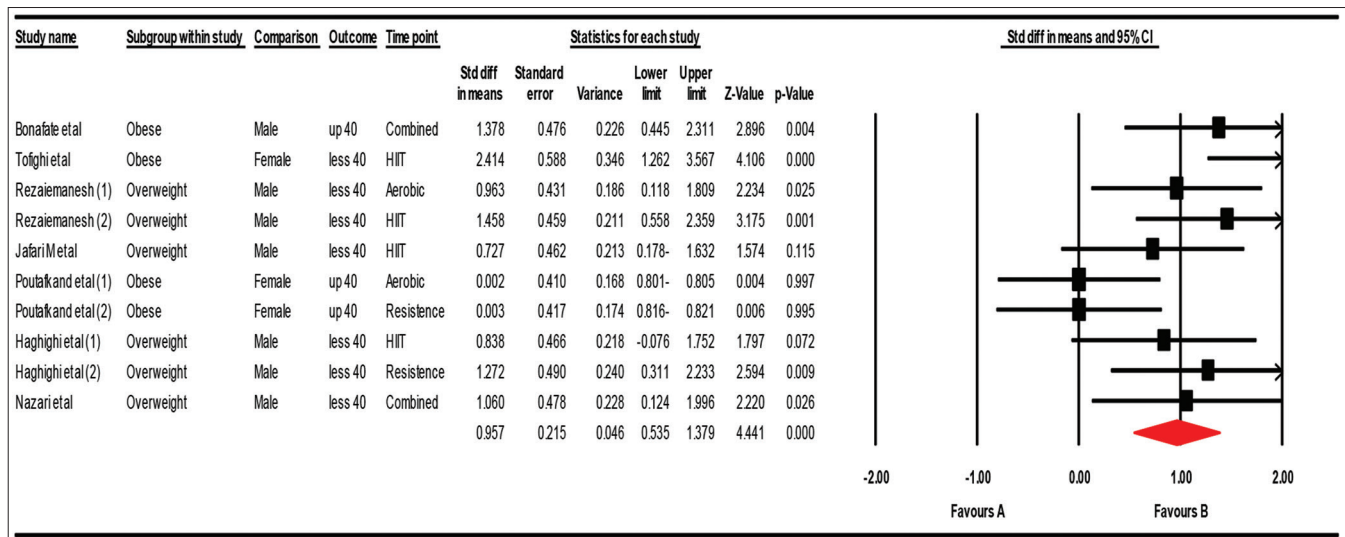 Study name Subgroup within study Comparison Outcome Time point Statistics for each study Std diff in means and 95% CI
Std diff in means Standard error Variance Lower limit Upper limit Z-Value p-Value
Bonafate etal Obese Male up 40 Combined 1.378 0.476 0.226 0.445 2.311 2.896 0.004
Tofighi etal Obese Female less 40 HIIT 2.414 0.588 0.346 1.262 3.567 4.106 0.000
Rezaiemanesh (1) Overweight Male less 40 Aerobic 0.963 0.431 0.186 0.118 1.809 2.234 0.025
Rezaiemanesh (2) Overweight Male less 40 HIIT 1.458 0.459 0.211 0.558 2.359 3.175 0.001
Jafari Metal Overweight Male less 40 HIIT 0.727 0.462 0.213 0.178- 1.632 1.574 0.115
Poutafkand etal (1) Obese Female up 40 Aerobic 0.002 0.410 0.168 0.801- 0.805 0.004 0.997
Poutafkand etal (2) Obese Female up 40 Resistence 0.003 0.417 0.174 0.816- 0.821 0.006 0.995
Haghighi etal (1) Overweight Male less 40 HIIT 0.838 0.466 0.218 -0.076 1.752 1.797 0.072
Haghighi etal (2) Overweight Male less 40 Resistence 1.272 0.490 0.240 0.311 2.233 2.594 0.009
Nazari etal Overweight Male less 40 Combined 1.060 0.478 0.228 0.124 1.996 2.220 0.026
0.957 0.215 0.046 0.535 1.379 4.441 0.000
-2.00 -1.00 0.00 1.00 2.00
Favours A Favours B